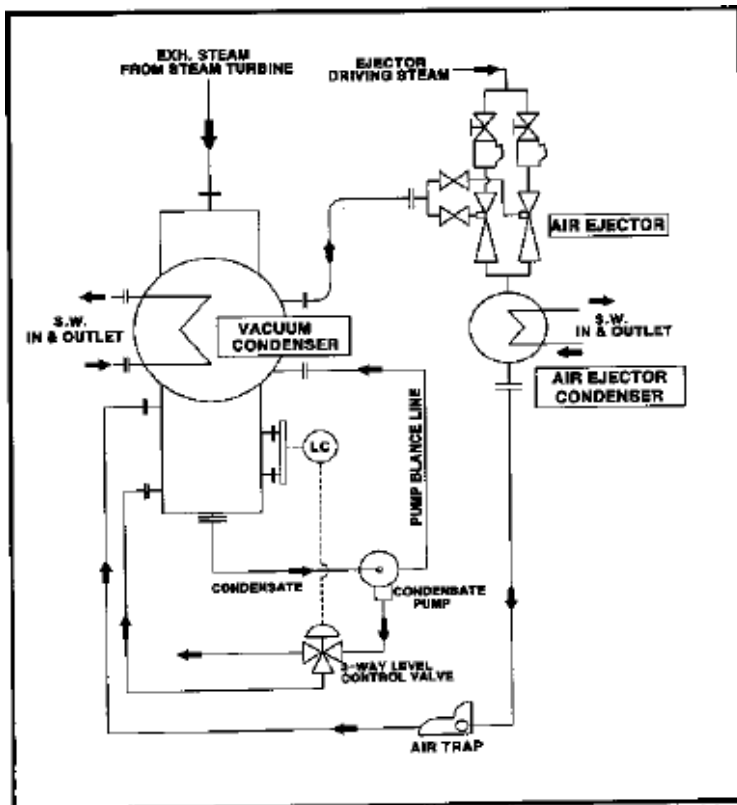 EXH. STEAM
FROM STEAM TURBINE
EJECTOR
DRIVING STEAM
AIR EJECTOR
S.W.
IN & OUTLET
VACUUM
CONDENSER
S.W.
IN & OUTLET
AIR EJECTOR
CONDENSER
LC
PUMP BLANCE LINE
CONDENSATE
CONDENSATE
PUMP
3-WAY LEVEL
CONTROL VALVE
AIR TRAP